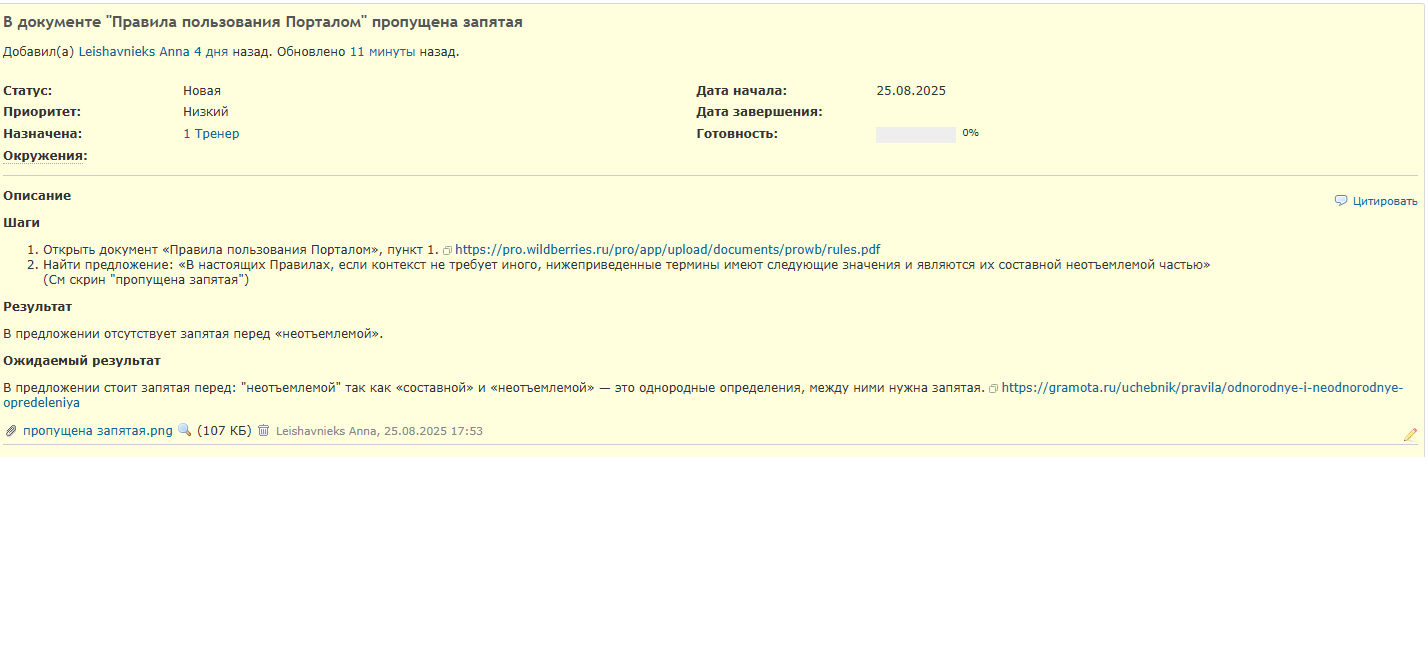 В документе "Правила пользования Порталом" пропущена запятая
Добавил(а) Leishavnieks Anna 4 дня назад. Обновлено 11 минуты назад.
Статус: Новая Дата начала: 25.08.2025
Приоритет: Низкий Дата завершения:
Назначена: 1 Тренер Готовность: 0%
Окружения:
Описание
Цитировать
Шаги
1. Открыть документ «Правила пользования Порталом», пункт 1. https://pro.wildberries.ru/pro/app/upload/documents/prowb/rules.pdf
2. Найти предложение: «В настоящих Правилах, если контекст не требует иного, нижеприведенные термины имеют следующие значения и являются их составной неотъемлемой частью»
(См скрин "пропущена запятая")
Результат
В предложении отсутствует запятая перед «неотъемлемой».
Ожидаемый результат
В предложении стоит запятая перед: "неотъемлемой" так как «составной» и «неотъемлемой» — это однородные определения, между ними нужна запятая. https://gramota.ru/uchebnik/pravila/odnorodnye-i-neodnorodnye-
opredeleniya
пропущена запятая.png (107 КБ) Leishavnieks Anna, 25.08.2025 17:53